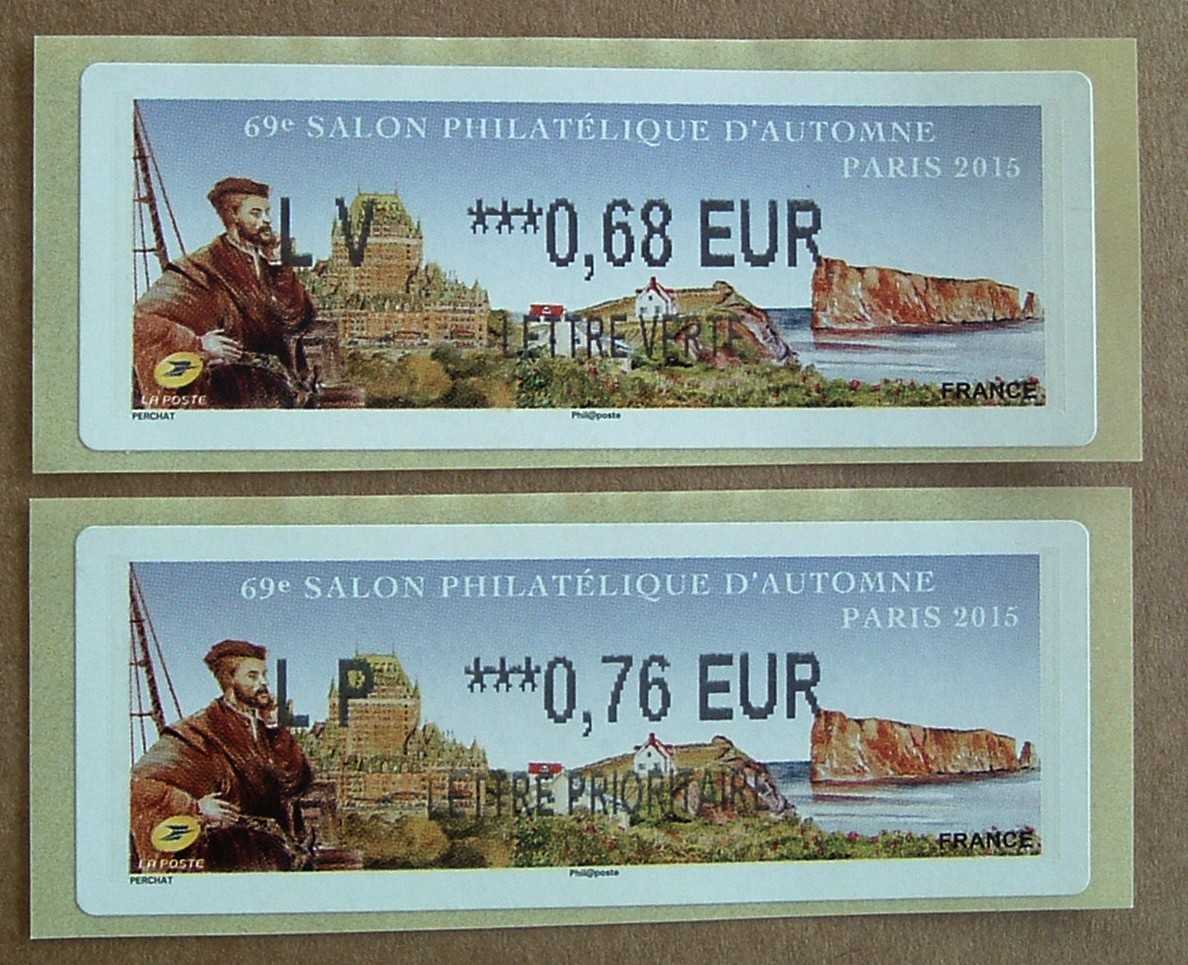 69e SALON PHILATÉLIQUE D'AUTOMNE
PARIS 2015
LV ***0,68 EUR
LETTRE VERTE
LA POSTE
FRANCE
PERCHAT
Phil@poste
69e SALON PHILATÉLIQUE D'AUTOMNE
PARIS 2015
LP ***0,76 EUR
LETTRE PRIORITAIRE
LA POSTE
FRANCE
PERCHAT
Phil@poste